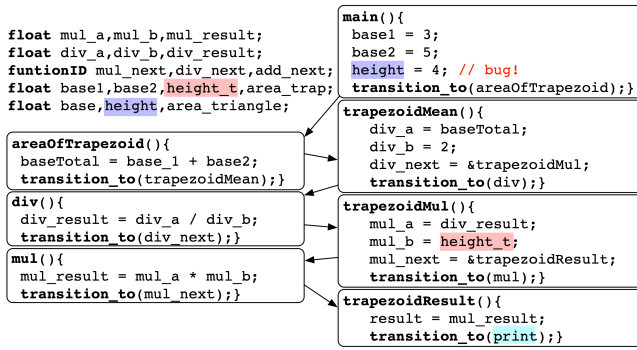 float mul_a,mul_b,mul_result;
float div_a,div_b,div_result;
funtionID mul_next,div_next,add_next;
float base1,base2,height_t,area_trap;
float base,height,area_triangle;
main(){
base1 = 3;
base2 = 5;
height = 4; // bug!
transition_to(areaOfTrapezoid);}
areaOfTrapezoid(){
baseTotal = base_1 + base2;
transition_to(trapezoidMean);}
trapezoidMean(){
div_a = baseTotal;
div_b = 2;
div_next = &trapezoidMul;
transition_to(div);}
div(){
div_result = div_a / div_b;
transition_to(div_next);}
trapezoidMul(){
mul_a = div_result;
mul_b = height_t;
mul_next = &trapezoidResult;
transition_to(mul);}
mul(){
mul_result = mul_a * mul_b;
transition_to(mul_next);}
trapezoidResult(){
result = mul_result;
transition_to(print);}